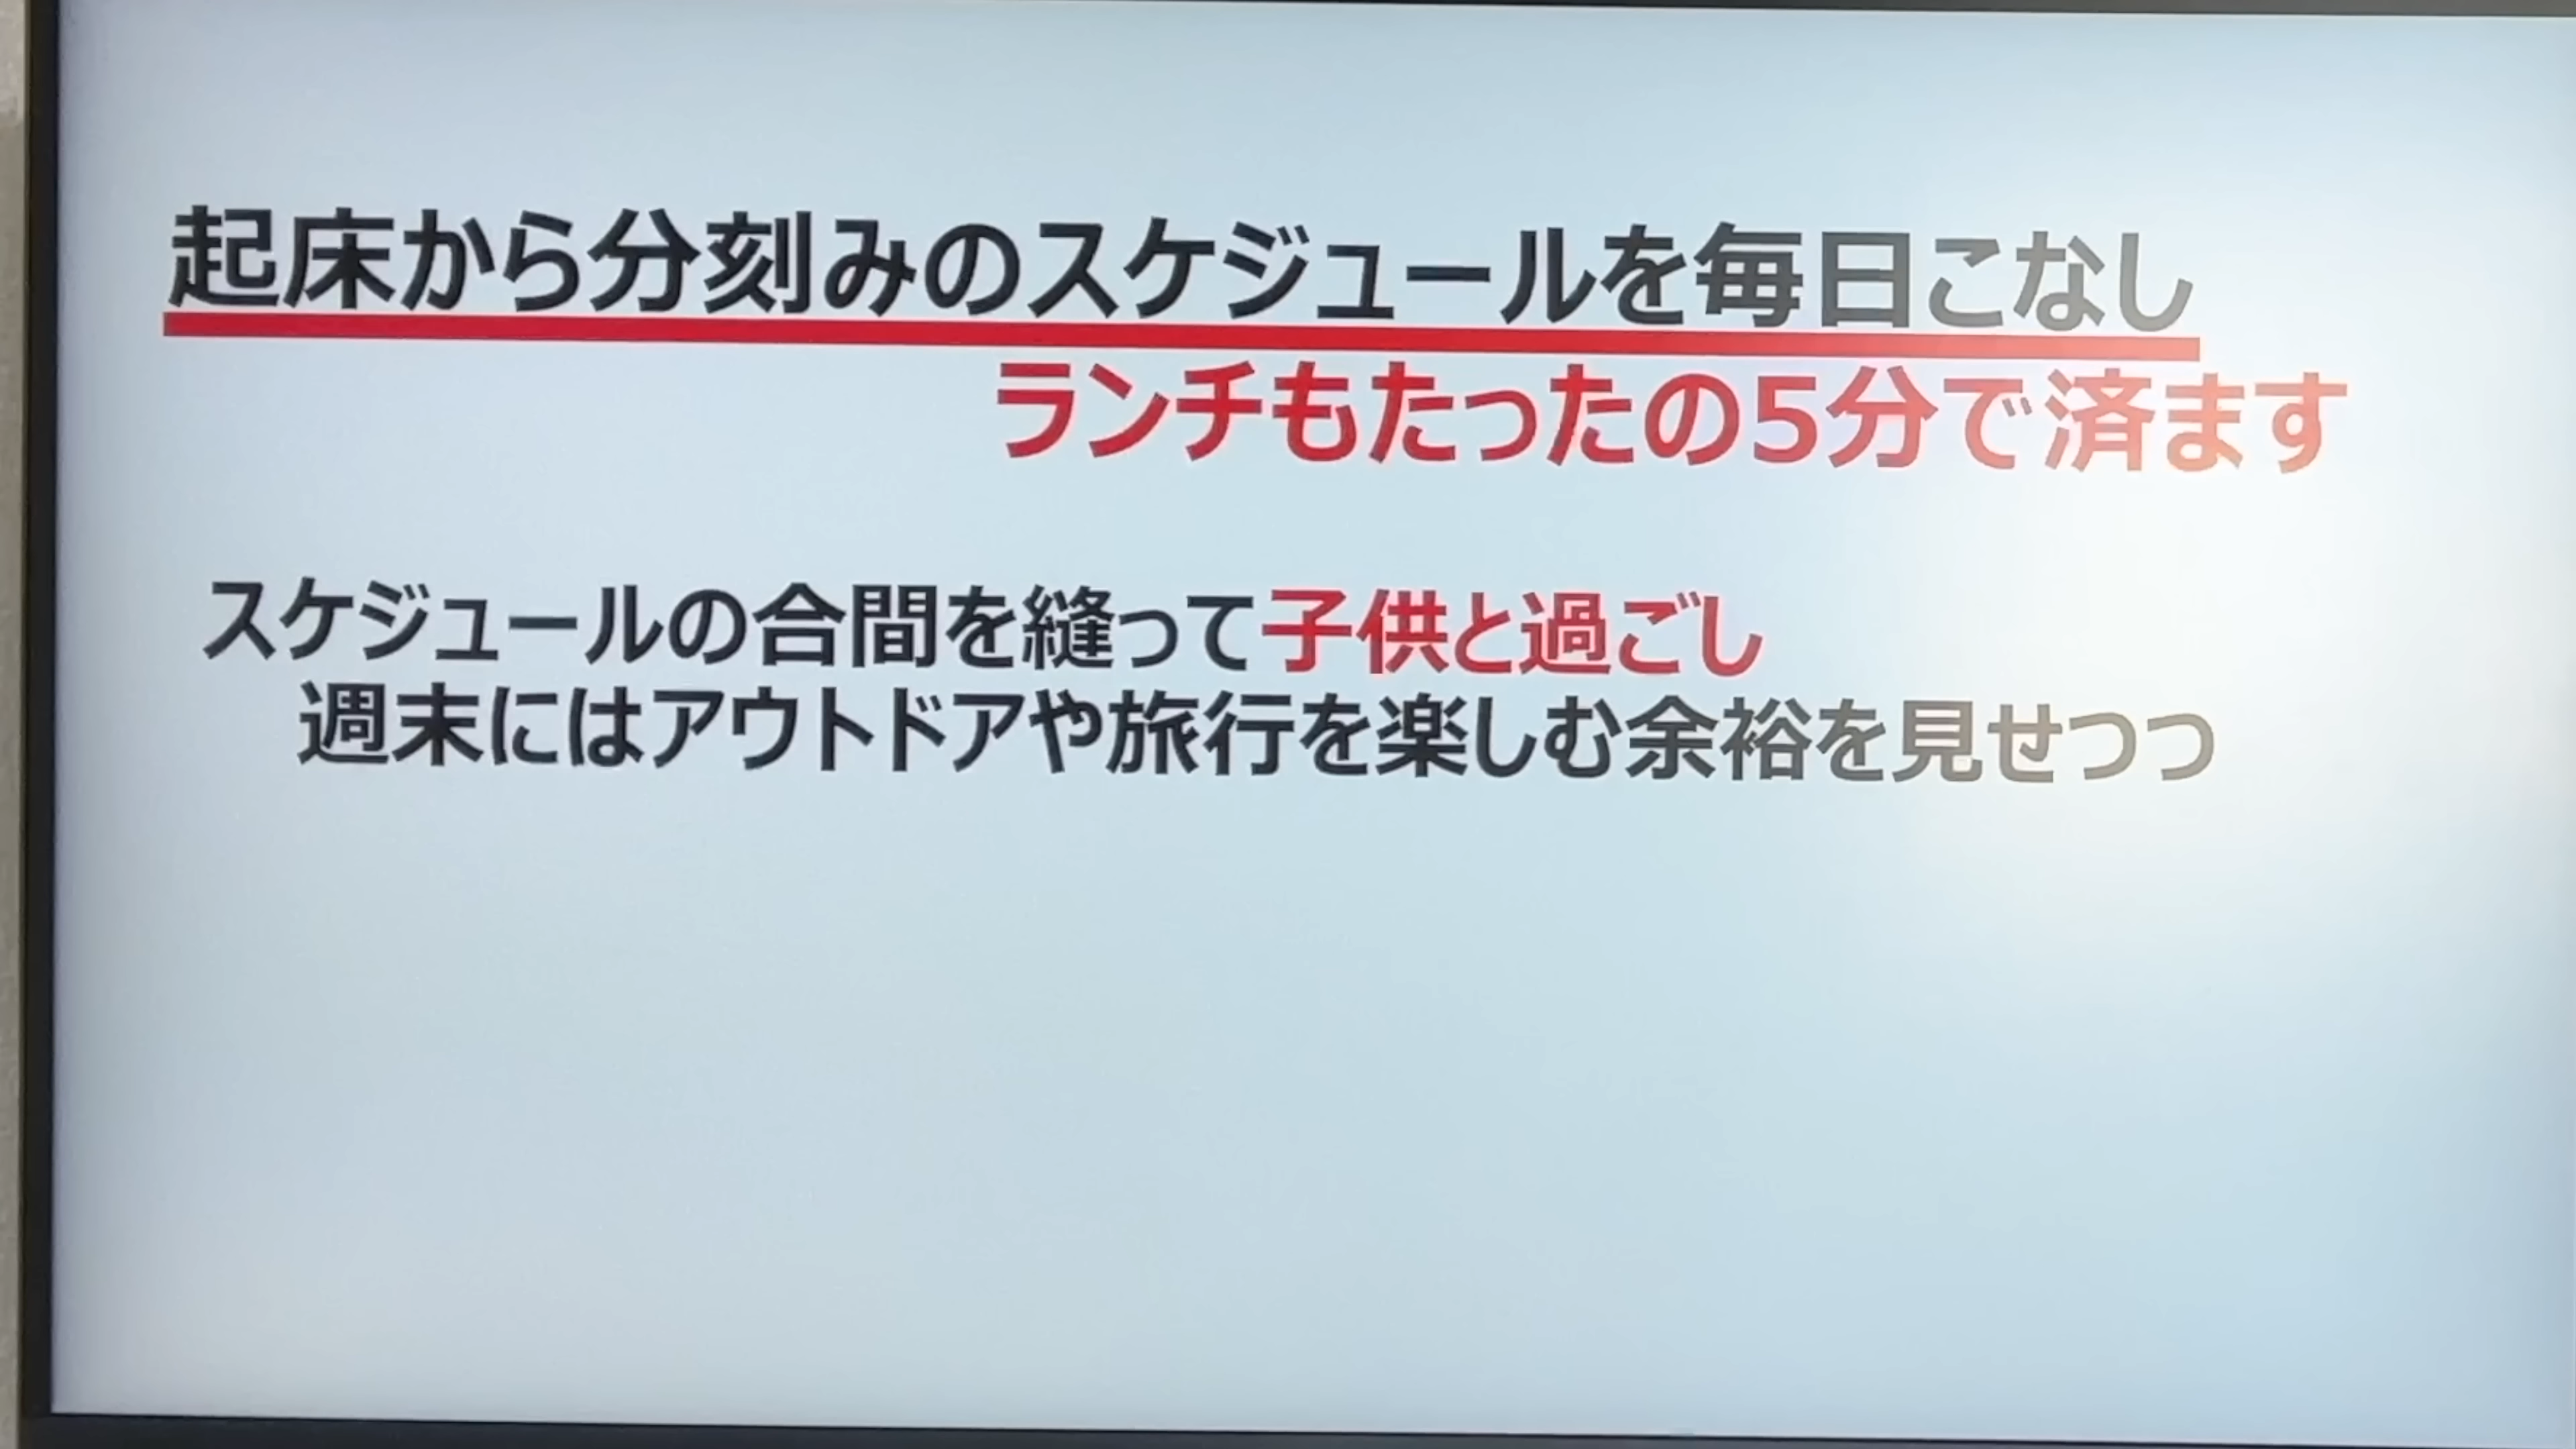 起床から分刻みのスケジュールを毎日こなし
ランチもたったの5分で済ます
スケジュールの合間を縫って子供と過ごし
週末にはアウトドアや旅行を楽しむ余裕を見せつつ